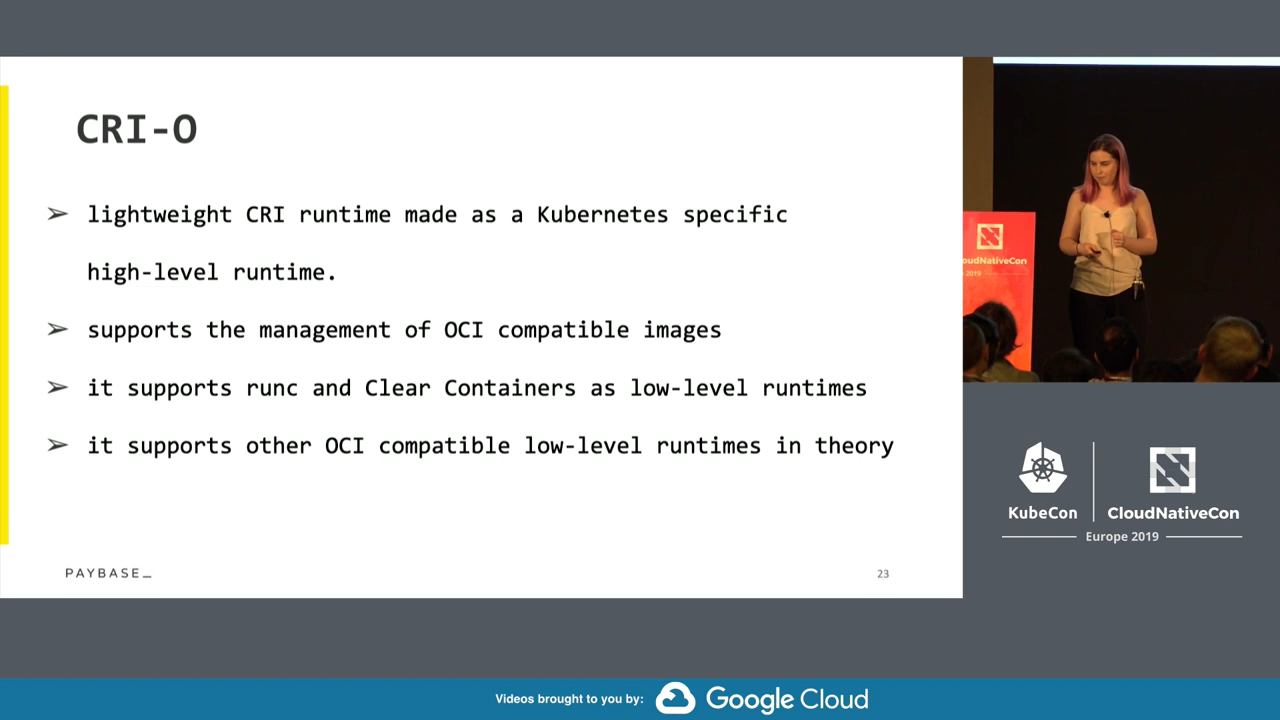 CRI-O
➢ lightweight CRI runtime made as a Kubernetes specific
high-level runtime.
➢ supports the management of OCI compatible images
➢ it supports runc and Clear Containers as low-level runtimes
➢ it supports other OCI compatible low-level runtimes in theory
PAYBASE_
23
oudNativeCon
2019
KubeCon
CloudNativeCon
Europe 2019
Videos brought to you by:
Google Cloud